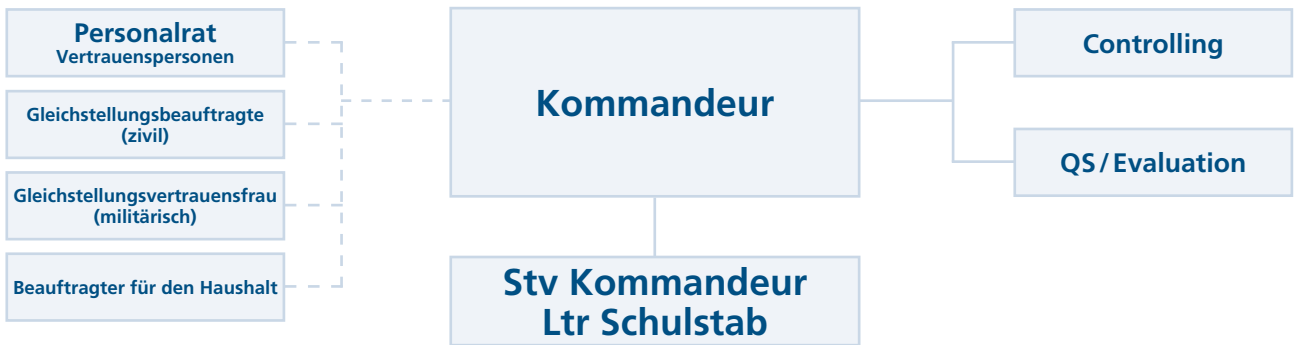 Personalrat
Vertrauenspersonen
Gleichstellungsbeauftragte
(zivil)
Gleichstellungsvertrauensfrau
(militärisch)
Beauftragter für den Haushalt
Kommandeur
Stv Kommandeur
Ltr Schulstab
Controlling
QS / Evaluation